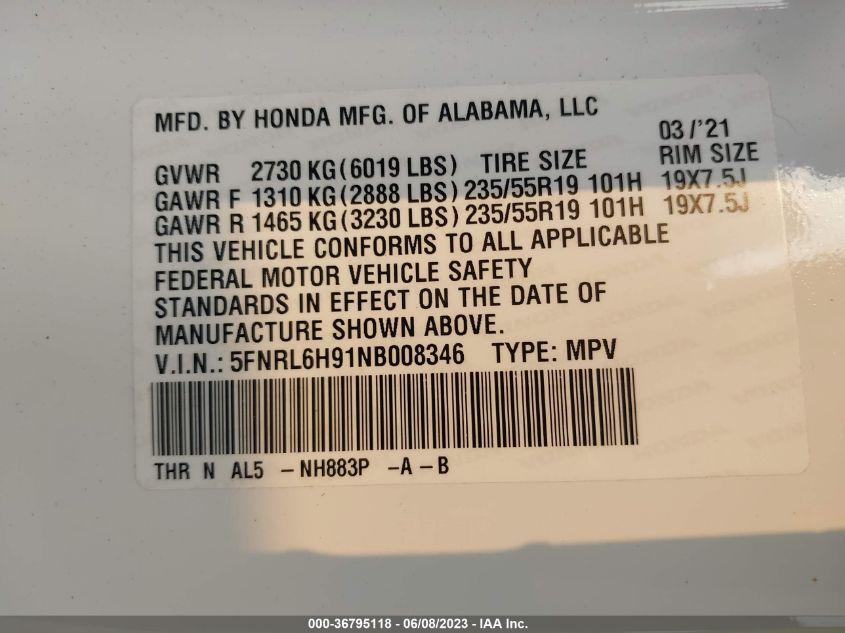 MFD. BY HONDA MFG. OF ALABAMA, LLC
03 /'21
GVWR 2730 KG(6019 LBS) TIRE SIZE RIM SIZE
GAWR F 1310 KG(2888 LBS) 235/55R19 101H 19X7.5J
GAWR R 1465 KG(3230 LBS) 235/55R19 101H 19X7.5J
THIS VEHICLE CONFORMS TO ALL APPLICABLE
FEDERAL MOTOR VEHICLE SAFETY
STANDARDS IN EFFECT ON THE DATE OF
MANUFACTURE SHOWN ABOVE.
V.I.N.: 5FNRL6H91NB008346 TYPE: MPV
THR N AL5 -NH883P -A -B
000-36795118 - 06/08/2023 - IAA Inc.